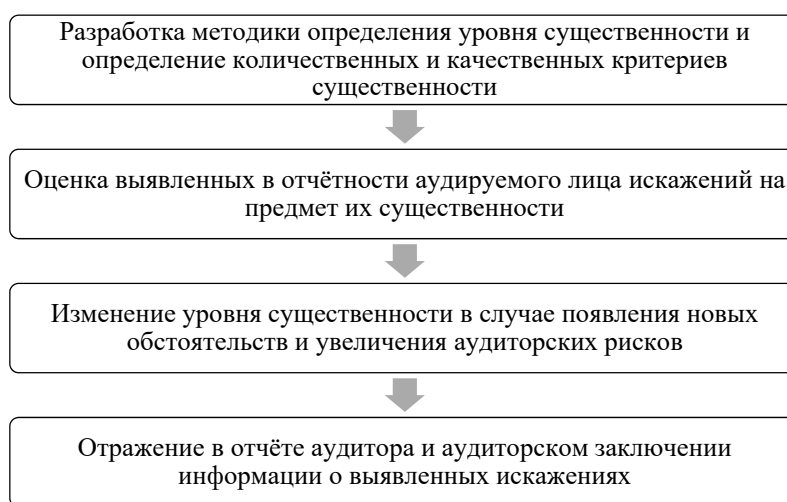 Разработка методики определения уровня существенности и
определение количественных и качественных критериев
существенности
Оценка выявленных в отчётности аудируемого лица искажений на
предмет их существенности
Изменение уровня существенности в случае появления новых
обстоятельств и увеличения аудиторских рисков
Отражение в отчёте аудитора и аудиторском заключении
информации о выявленных искажениях